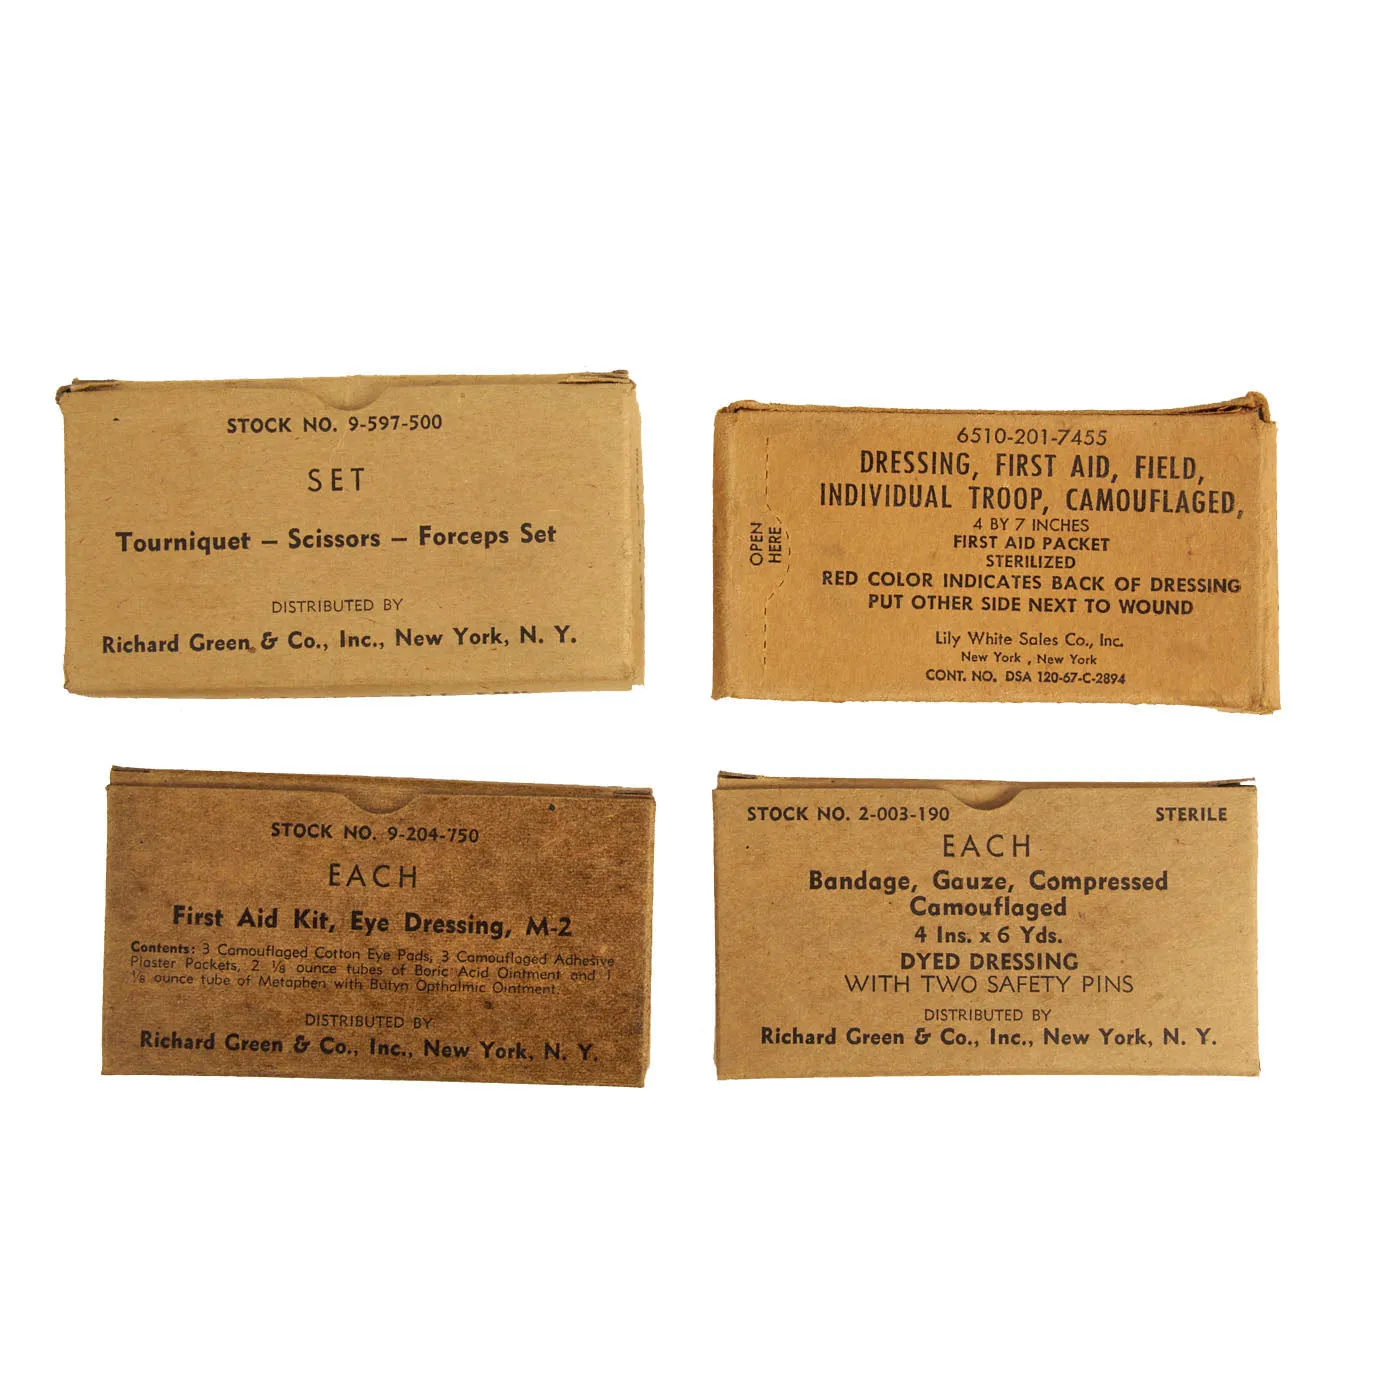 STOCK NO. 9-597-500
SET
Tourniquet – Scissors – Forceps Set
DISTRIBUTED BY
Richard Green & Co., Inc., New York, N. Y.
6510-201-7455
DRESSING, FIRST AID, FIELD,
INDIVIDUAL TROOP, CAMOUFLAGED,
4 BY 7 INCHES
FIRST AID PACKET
STERILIZED
RED COLOR INDICATES BACK OF DRESSING
PUT OTHER SIDE NEXT TO WOUND
Lily White Sales Co., Inc.
New York , New York
CONT. NO. DSA 120-67-C-2894
OPEN
HERE
STOCK NO. 9-204-750
EACH
First Aid Kit, Eye Dressing, M-2
Contents: 3 Camouflaged Cotton Eye Pads, 3 Camouflaged Adhesive
Plaster Packets, 2 ⅛ ounce tubes of Boric Acid Ointment and 1
⅛ ounce tube of Metaphen with Butyn Opthalmic Ointment.
DISTRIBUTED BY
Richard Green & Co., Inc., New York, N. Y.
STOCK NO. 2-003-190 STERILE
EACH
Bandage, Gauze, Compressed
Camouflaged
4 Ins. x 6 Yds.
DYED DRESSING
WITH TWO SAFETY PINS
DISTRIBUTED BY
Richard Green & Co., Inc., New York, N. Y.